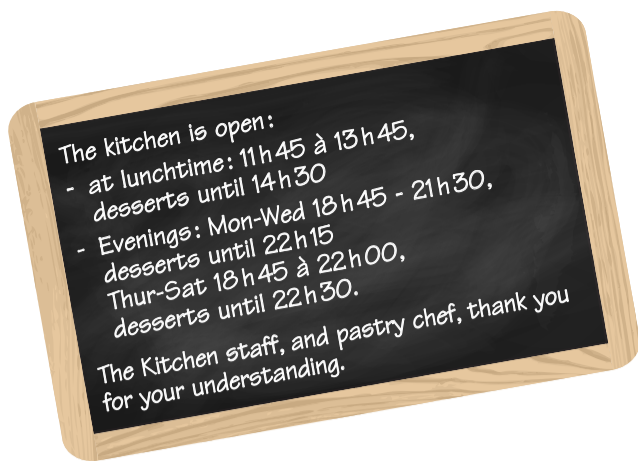 The kitchen is open:
- at lunchtime: 11h45 à 13h45,
desserts until 14h30
- Evenings: Mon-Wed 18h45 - 21h30,
desserts until 22h15
Thur-Sat 18h45 à 22h00,
desserts until 22h30.
The Kitchen staff, and pastry chef, thank you
for your understanding.